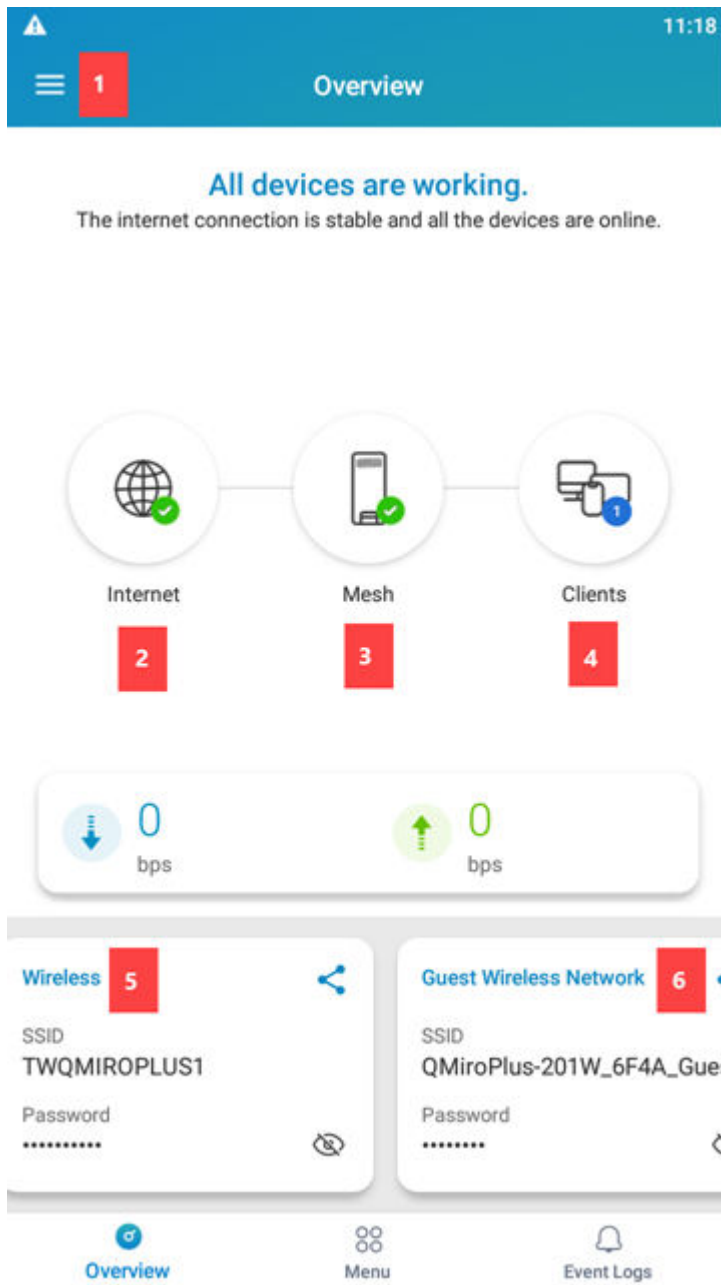 11:18
1
Overview
All devices are working.
The internet connection is stable and all the devices are online.
1
Internet Mesh Clients
2 3 4
0 0
bps bps
Wireless 5 Guest Wireless Network 6
SSID SSID
TWQMIROPLUS1 QMiroPlus-201W_6F4A_Gue
Password Password
•••••••••• ••••••••
Overview Menu Event Logs